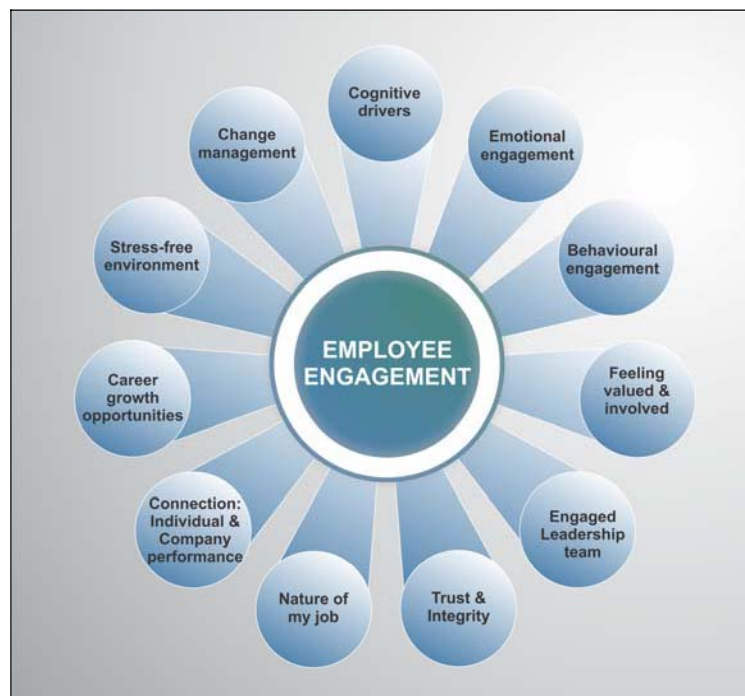 Cognitive
drivers
Emotional
engagement
Behavioural
engagement
Feeling
valued &
involved
Engaged
Leadership
team
Trust &
Integrity
Nature of
my job
Connection:
Individual &
Company
performance
Career
growth
opportunities
Stress-free
environment
Change
management
EMPLOYEE
ENGAGEMENT